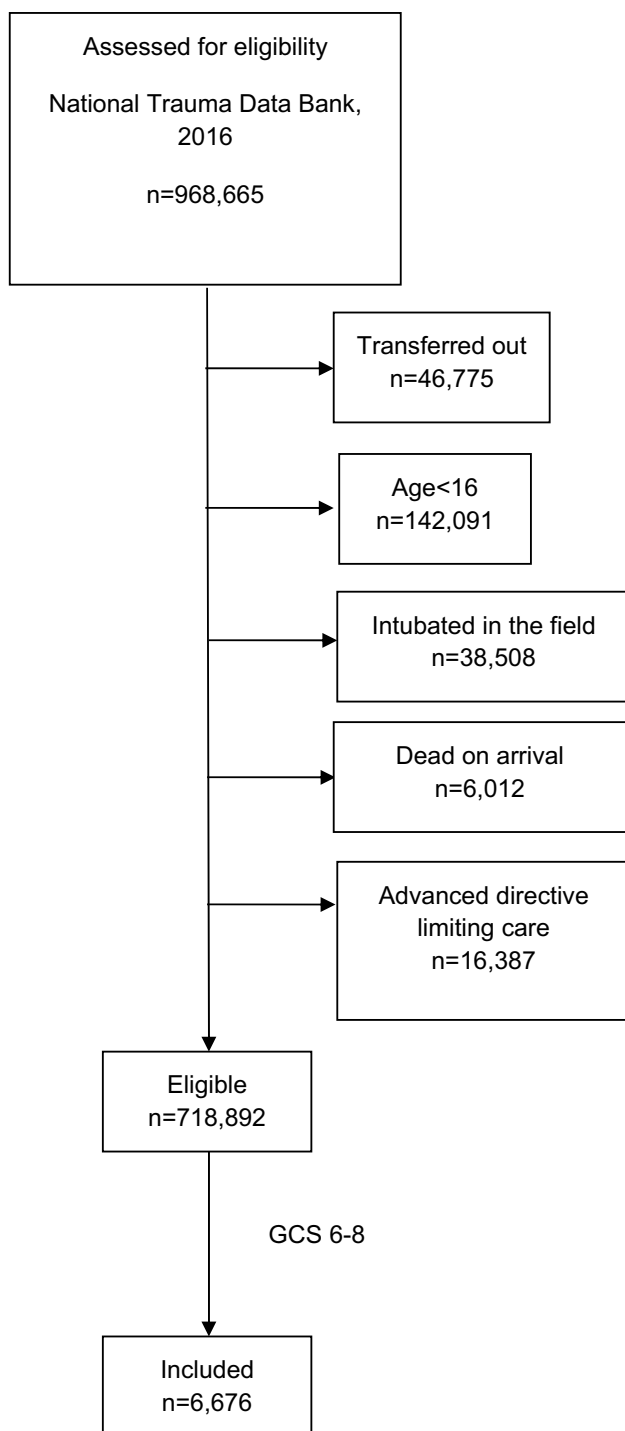 Assessed for eligibility
National Trauma Data Bank,
2016
n=968,665
Transferred out
n=46,775
Age<16
n=142,091
Intubated in the field
n=38,508
Dead on arrival
n=6,012
Advanced directive
limiting care
n=16,387
Eligible
n=718,892
GCS 6-8
Included
n=6,676